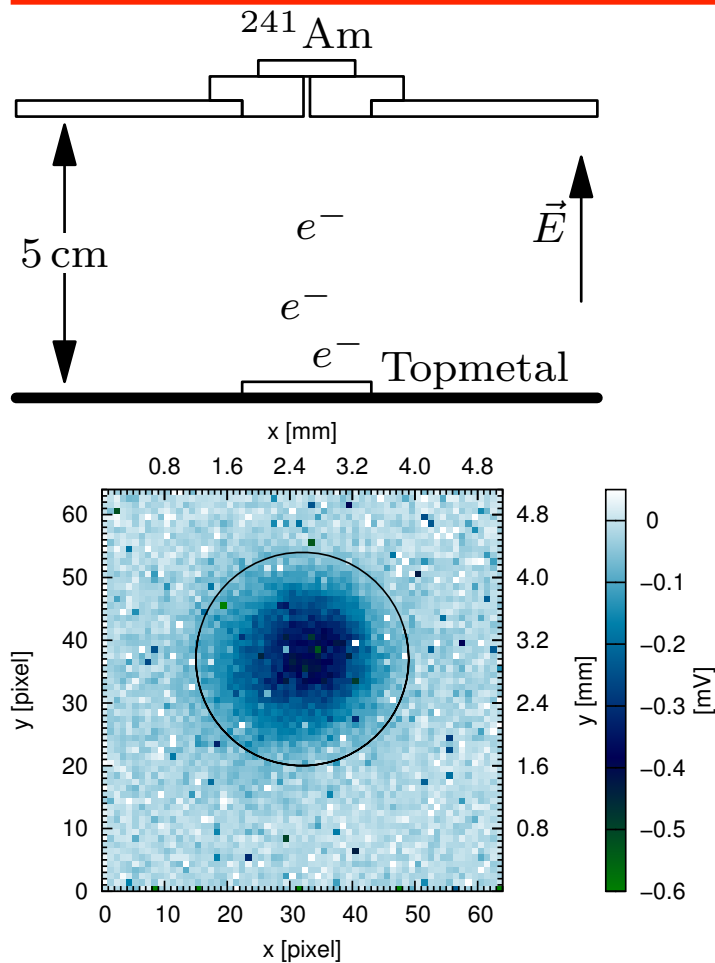 ²⁴¹Am
5 cm
e⁻
E⃗
e⁻
e⁻
Topmetal
x [mm]
0.8 1.6 2.4 3.2 4.0 4.8
60 4.8 0
50 4.0 −0.1
40 3.2 −0.2
y [pixel] y [mm] [mV]
30 2.4 −0.3
20 1.6 −0.4
10 0.8 −0.5
0 −0.6
0 10 20 30 40 50 60
x [pixel]